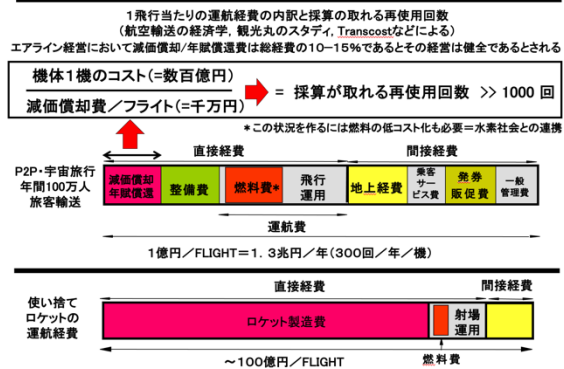 1飛行当たりの運航経費の内訳と採算の取れる再使用回数
(航空輸送の経済学, 観光丸のスタディ, Transcostなどによる)
エアライン経営において減価償却/年賦償還費は総経費の10-15%であるとその経営は健全であるとされる
機体1機のコスト(=数百億円)
減価償却費/フライト(=千万円)
= 採算が取れる再使用回数 >> 1000 回
*この状況を作るには燃料の低コスト化も必要=水素社会との連携
直接経費
間接経費
P2P・宇宙旅行
年間100万人
旅客輸送
減価償却
年賦償還
整備費
燃料費*
飛行
運用
地上経費
乗客
サー
ビス費
発券
販促費
一般
管理費
運航費
1億円/FLIGHT=1.3兆円/年(300回/年/機)
直接経費
間接経費
使い捨て
ロケットの
運航経費
ロケット製造費
射場
運用
~100億円/FLIGHT
燃料費